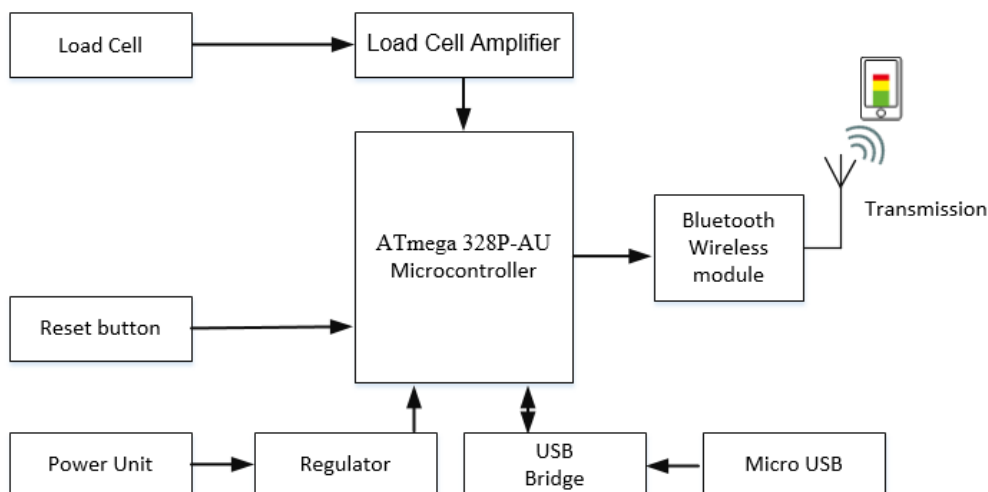 Load Cell
Load Cell Amplifier
ATmega 328P-AU
Microcontroller
Bluetooth
Wireless
module
Transmission
Reset button
Power Unit
Regulator
USB
Bridge
Micro USB